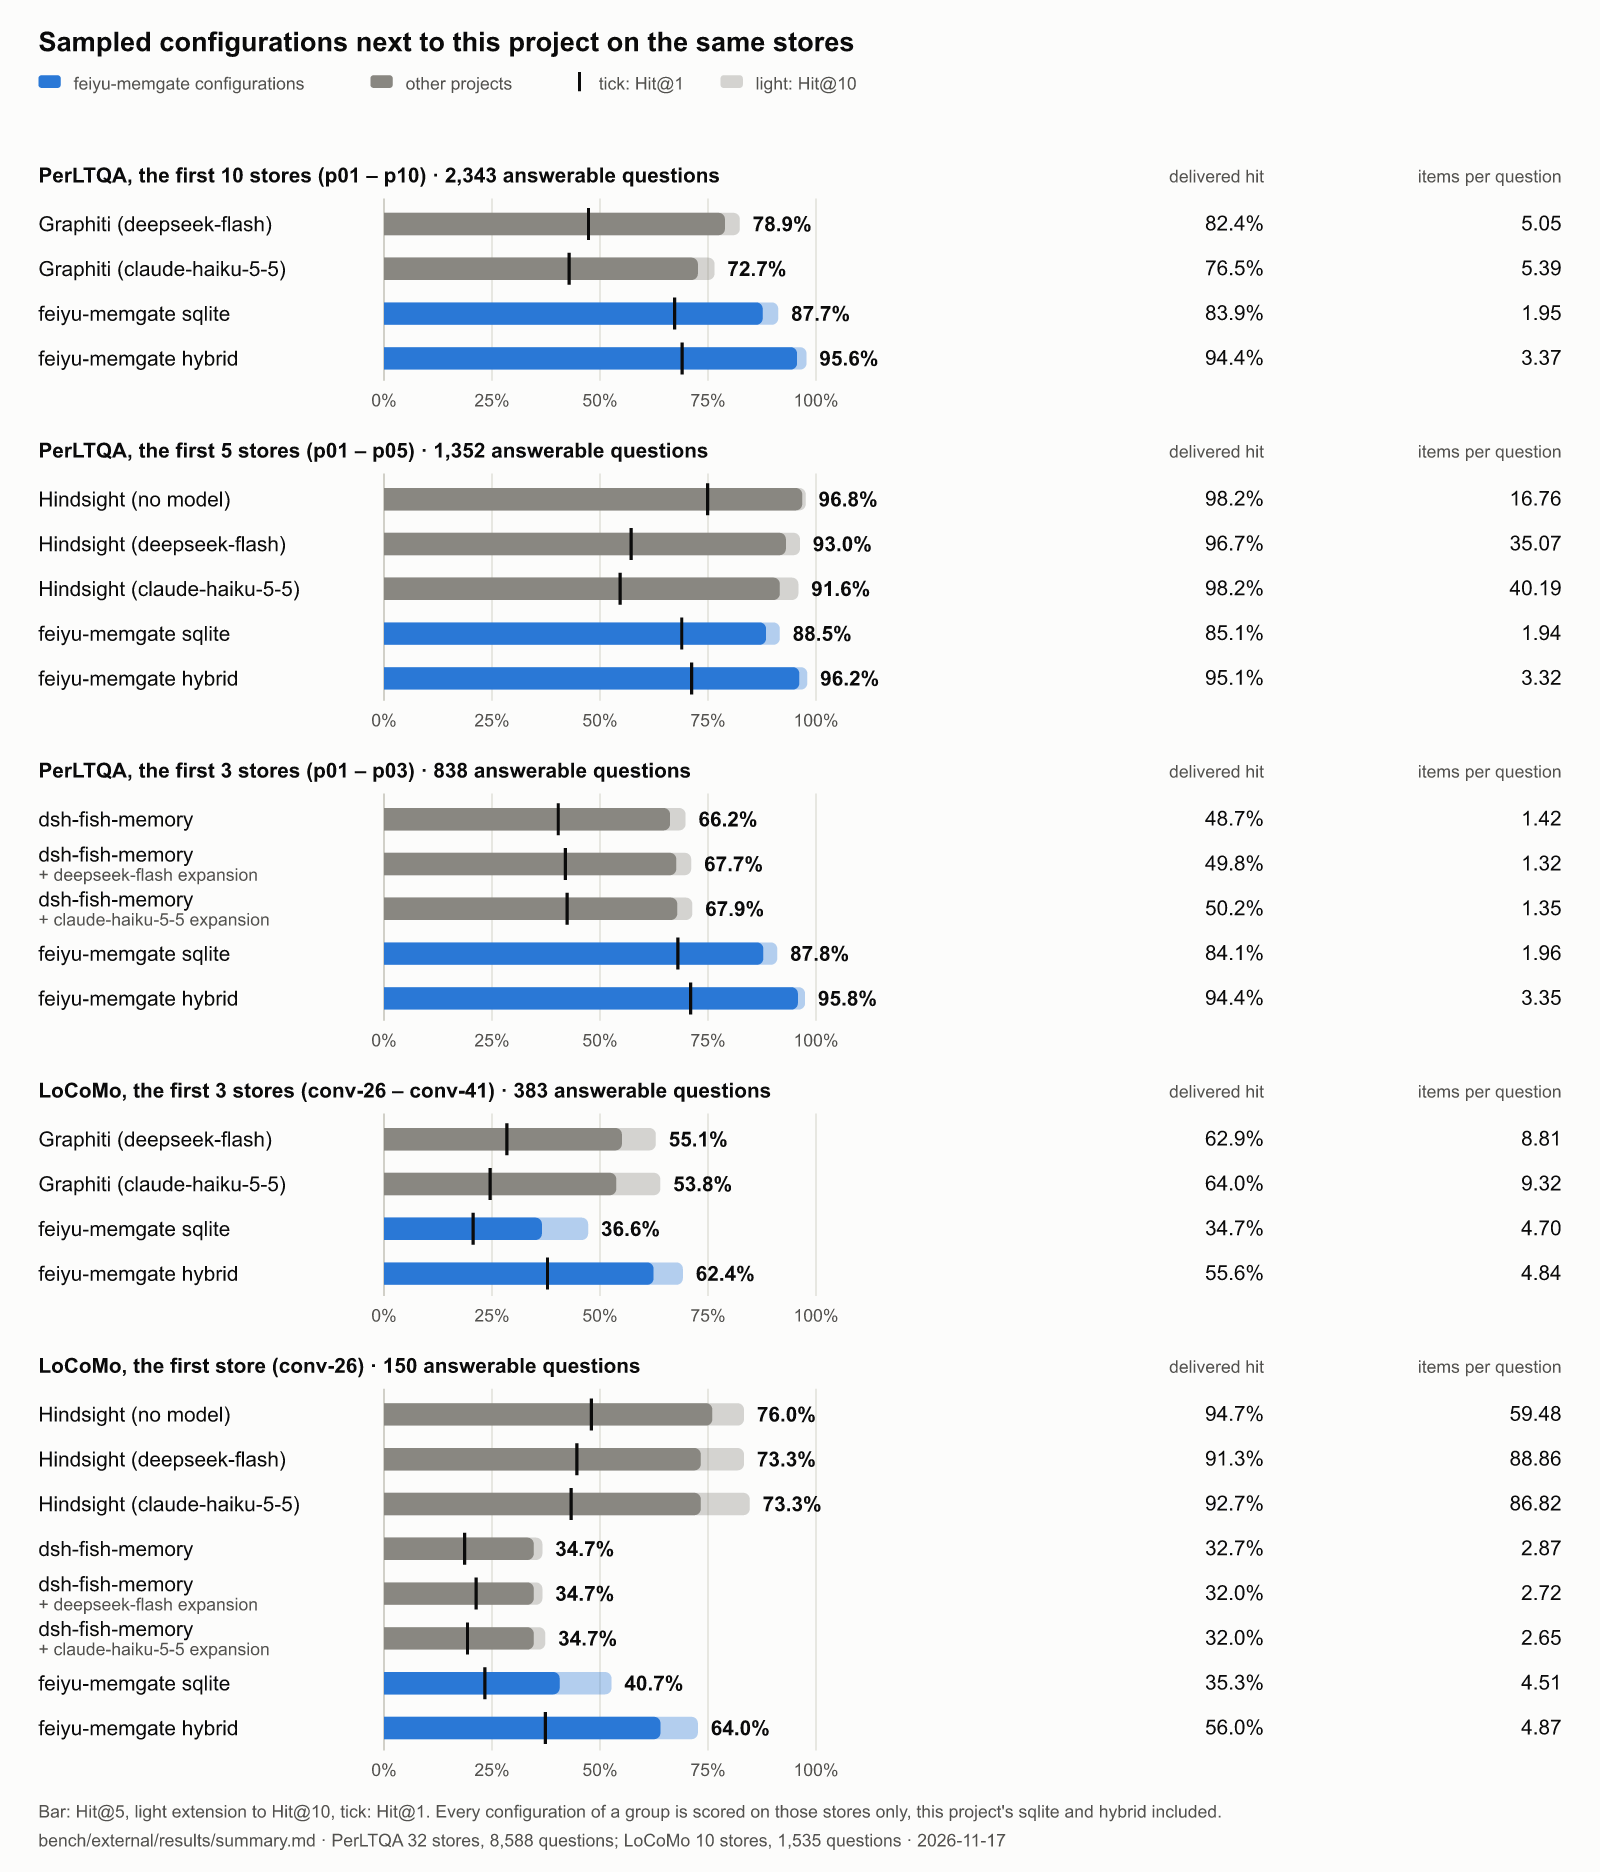 Sampled configurations next to this project on the same stores
feiyu-memgate configurations other projects tick: Hit@1 light: Hit@10
PerLTQA, the first 10 stores (p01 – p10) · 2,343 answerable questions delivered hit items per question
Graphiti (deepseek-flash) 78.9% 82.4% 5.05
Graphiti (claude-haiku-5-5) 72.7% 76.5% 5.39
feiyu-memgate sqlite 87.7% 83.9% 1.95
feiyu-memgate hybrid 95.6% 94.4% 3.37
0% 25% 50% 75% 100%
PerLTQA, the first 5 stores (p01 – p05) · 1,352 answerable questions delivered hit items per question
Hindsight (no model) 96.8% 98.2% 16.76
Hindsight (deepseek-flash) 93.0% 96.7% 35.07
Hindsight (claude-haiku-5-5) 91.6% 98.2% 40.19
feiyu-memgate sqlite 88.5% 85.1% 1.94
feiyu-memgate hybrid 96.2% 95.1% 3.32
0% 25% 50% 75% 100%
PerLTQA, the first 3 stores (p01 – p03) · 838 answerable questions delivered hit items per question
dsh-fish-memory 66.2% 48.7% 1.42
dsh-fish-memory 67.7% 49.8% 1.32
+ deepseek-flash expansion
dsh-fish-memory 67.9% 50.2% 1.35
+ claude-haiku-5-5 expansion
feiyu-memgate sqlite 87.8% 84.1% 1.96
feiyu-memgate hybrid 95.8% 94.4% 3.35
0% 25% 50% 75% 100%
LoCoMo, the first 3 stores (conv-26 – conv-41) · 383 answerable questions delivered hit items per question
Graphiti (deepseek-flash) 55.1% 62.9% 8.81
Graphiti (claude-haiku-5-5) 53.8% 64.0% 9.32
feiyu-memgate sqlite 36.6% 34.7% 4.70
feiyu-memgate hybrid 62.4% 55.6% 4.84
0% 25% 50% 75% 100%
LoCoMo, the first store (conv-26) · 150 answerable questions delivered hit items per question
Hindsight (no model) 76.0% 94.7% 59.48
Hindsight (deepseek-flash) 73.3% 91.3% 88.86
Hindsight (claude-haiku-5-5) 73.3% 92.7% 86.82
dsh-fish-memory 34.7% 32.7% 2.87
dsh-fish-memory 34.7% 32.0% 2.72
+ deepseek-flash expansion
dsh-fish-memory 34.7% 32.0% 2.65
+ claude-haiku-5-5 expansion
feiyu-memgate sqlite 40.7% 35.3% 4.51
feiyu-memgate hybrid 64.0% 56.0% 4.87
0% 25% 50% 75% 100%
Bar: Hit@5, light extension to Hit@10, tick: Hit@1. Every configuration of a group is scored on those stores only, this project's sqlite and hybrid included.
bench/external/results/summary.md · PerLTQA 32 stores, 8,588 questions; LoCoMo 10 stores, 1,535 questions · 2026-11-17